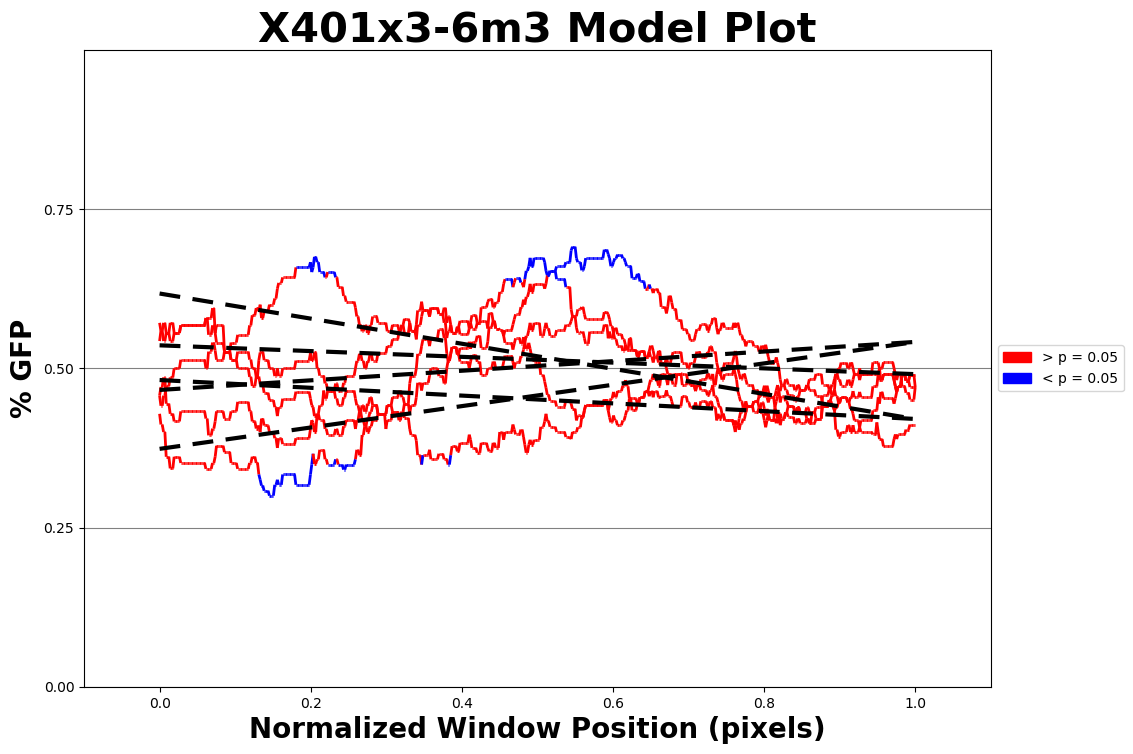 X401x3-6m3 Model Plot
% GFP
0.75
0.50
0.25
0.00
0.0 0.2 0.4 0.6 0.8 1.0
Normalized Window Position (pixels)
> p = 0.05
< p = 0.05